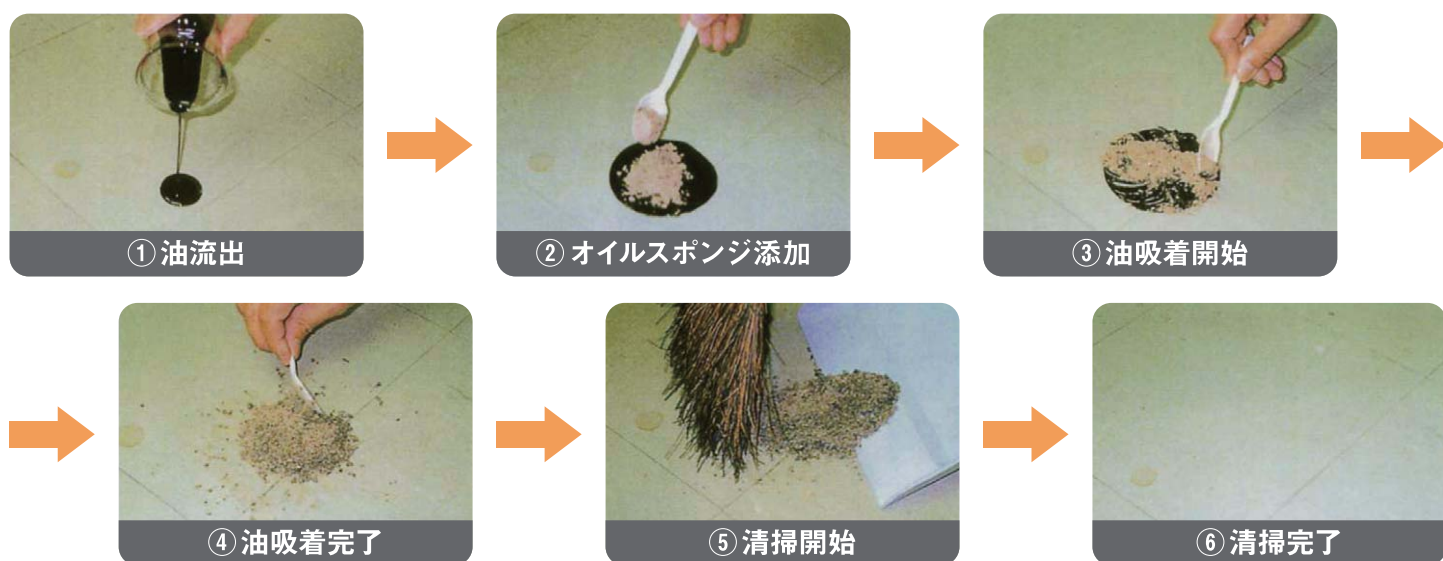 ①油流出
②オイルスポンジ添加
③油吸着開始
④油吸着完了
⑤清掃開始
⑥清掃完了